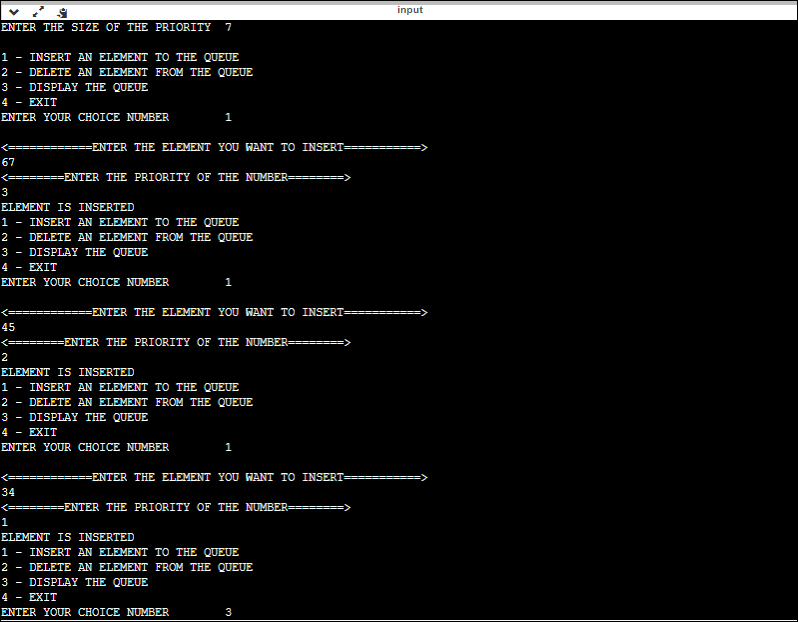 input
ENTER THE SIZE OF THE PRIORITY  7
1 - INSERT AN ELEMENT TO THE QUEUE
2 - DELETE AN ELEMENT FROM THE QUEUE
3 - DISPLAY THE QUEUE
4 - EXIT
ENTER YOUR CHOICE NUMBER        1
<============ENTER THE ELEMENT YOU WANT TO INSERT===========>
67
<========ENTER THE PRIORITY OF THE NUMBER========>
3
ELEMENT IS INSERTED
1 - INSERT AN ELEMENT TO THE QUEUE
2 - DELETE AN ELEMENT FROM THE QUEUE
3 - DISPLAY THE QUEUE
4 - EXIT
ENTER YOUR CHOICE NUMBER        1
<============ENTER THE ELEMENT YOU WANT TO INSERT===========>
45
<========ENTER THE PRIORITY OF THE NUMBER========>
2
ELEMENT IS INSERTED
1 - INSERT AN ELEMENT TO THE QUEUE
2 - DELETE AN ELEMENT FROM THE QUEUE
3 - DISPLAY THE QUEUE
4 - EXIT
ENTER YOUR CHOICE NUMBER        1
<============ENTER THE ELEMENT YOU WANT TO INSERT===========>
34
<========ENTER THE PRIORITY OF THE NUMBER========>
1
ELEMENT IS INSERTED
1 - INSERT AN ELEMENT TO THE QUEUE
2 - DELETE AN ELEMENT FROM THE QUEUE
3 - DISPLAY THE QUEUE
4 - EXIT
ENTER YOUR CHOICE NUMBER        3